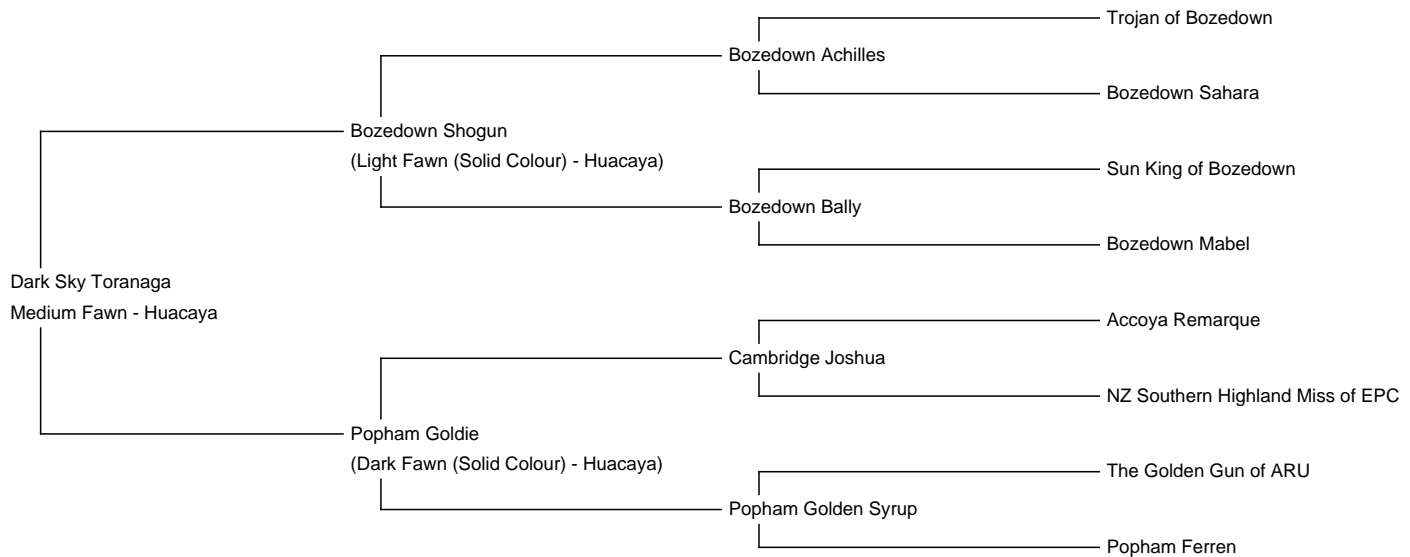 Trojan of Bozedown
Bozedown Achilles
Bozedown Sahara
Bozedown Shogun
(Light Fawn (Solid Colour) - Huacaya)
Sun King of Bozedown
Bozedown Bally
Bozedown Mabel
Dark Sky Toranaga
Medium Fawn - Huacaya
Accoya Remarque
Cambridge Joshua
NZ Southern Highland Miss of EPC
Popham Goldie
(Dark Fawn (Solid Colour) - Huacaya)
The Golden Gun of ARU
Popham Golden Syrup
Popham Ferren